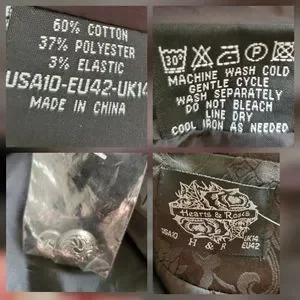 60% COTTON
37% POLYESTER
3% ELASTIC
USA10-EU42-UK14
MADE IN CHINA
30°
P
MACHINE WASH COLD
GENTLE CYCLE
WASH SEPARATELY
DO NOT BLEACH
LINE DRY
COOL IRON AS NEEDED
Hearts & Roses
USA10
H & R
UK14
EU42